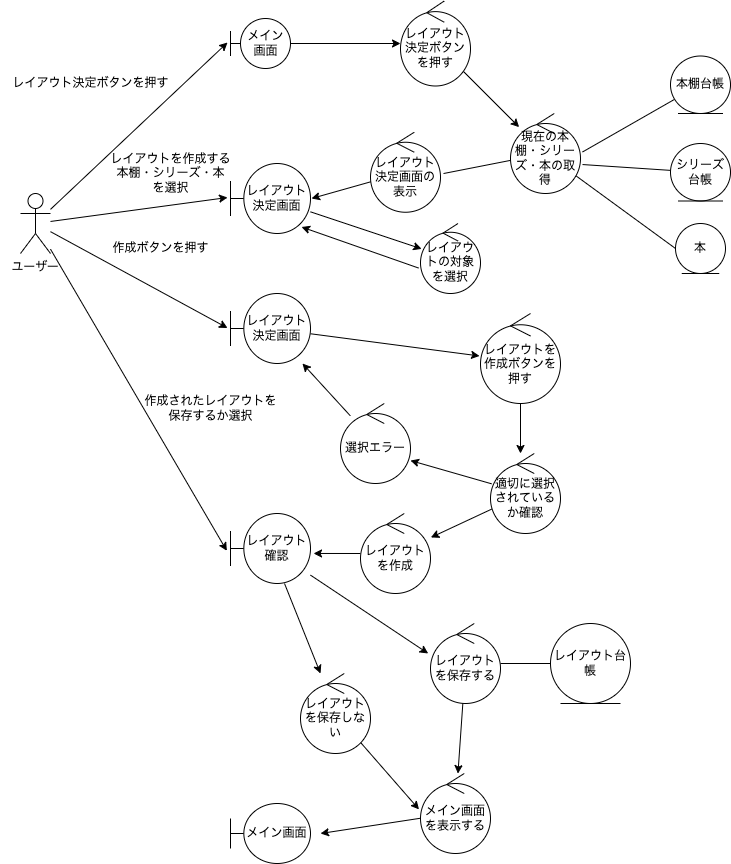 メイン
画面
レイアウト
決定ボタン
を押す
レイアウト決定ボタンを押す
本棚台帳
現在の本
棚・シリー
ズ・本の取
得
レイアウトを作成する
本棚・シリーズ・本
を選択
レイアウト
決定画面の
表示
シリーズ
台帳
レイアウト
決定画面
ユーザー
作成ボタンを押す
レイアウ
トの対象
を選択
本
レイアウト
決定画面
レイアウトを
作成ボタンを
押す
作成されたレイアウトを
保存するか選択
選択エラー
適切に選択
されている
か確認
レイアウト
確認
レイアウト
を作成
レイアウト
を保存する
レイアウト台
帳
レイアウト
を保存しな
い
メイン画面
を表示する
メイン画面